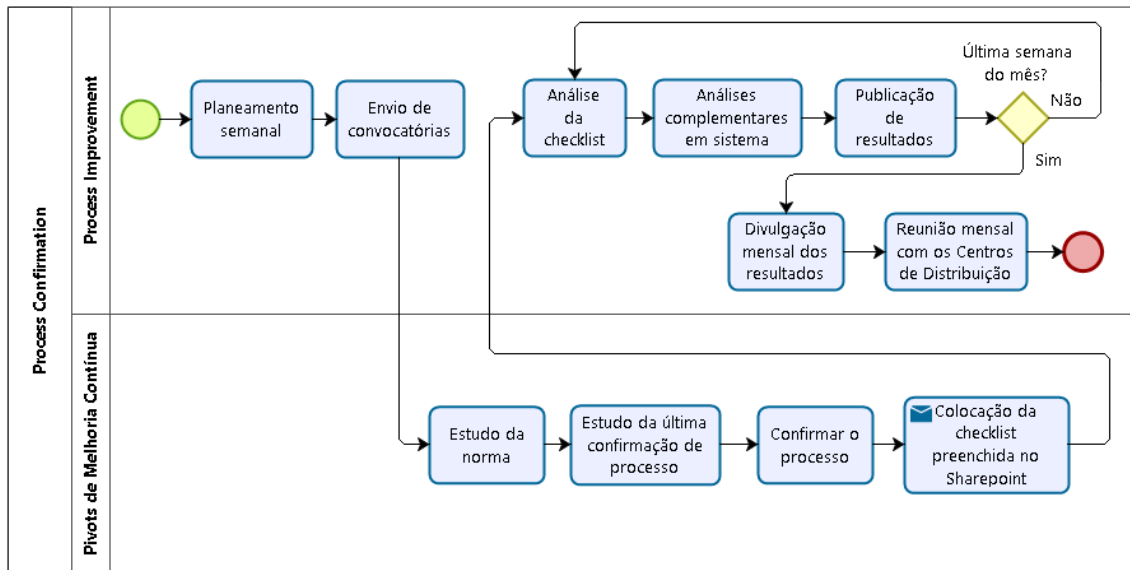 Process Confirmation
Process Improvement
Planeamento
semanal
Envio de
convocatórias
Análise
da
checklist
Análises
complementares
em sistema
Publicação
de
resultados
Última semana
do mês?
Não
Sim
Divulgação
mensal dos
resultados
Reunião mensal
com os Centros
de Distribuição
Pivots de Melhoria Contínua
Estudo da
norma
Estudo da última
confirmação de
processo
Confirmar o
processo
Colocação da
checklist
preenchida no
Sharepoint